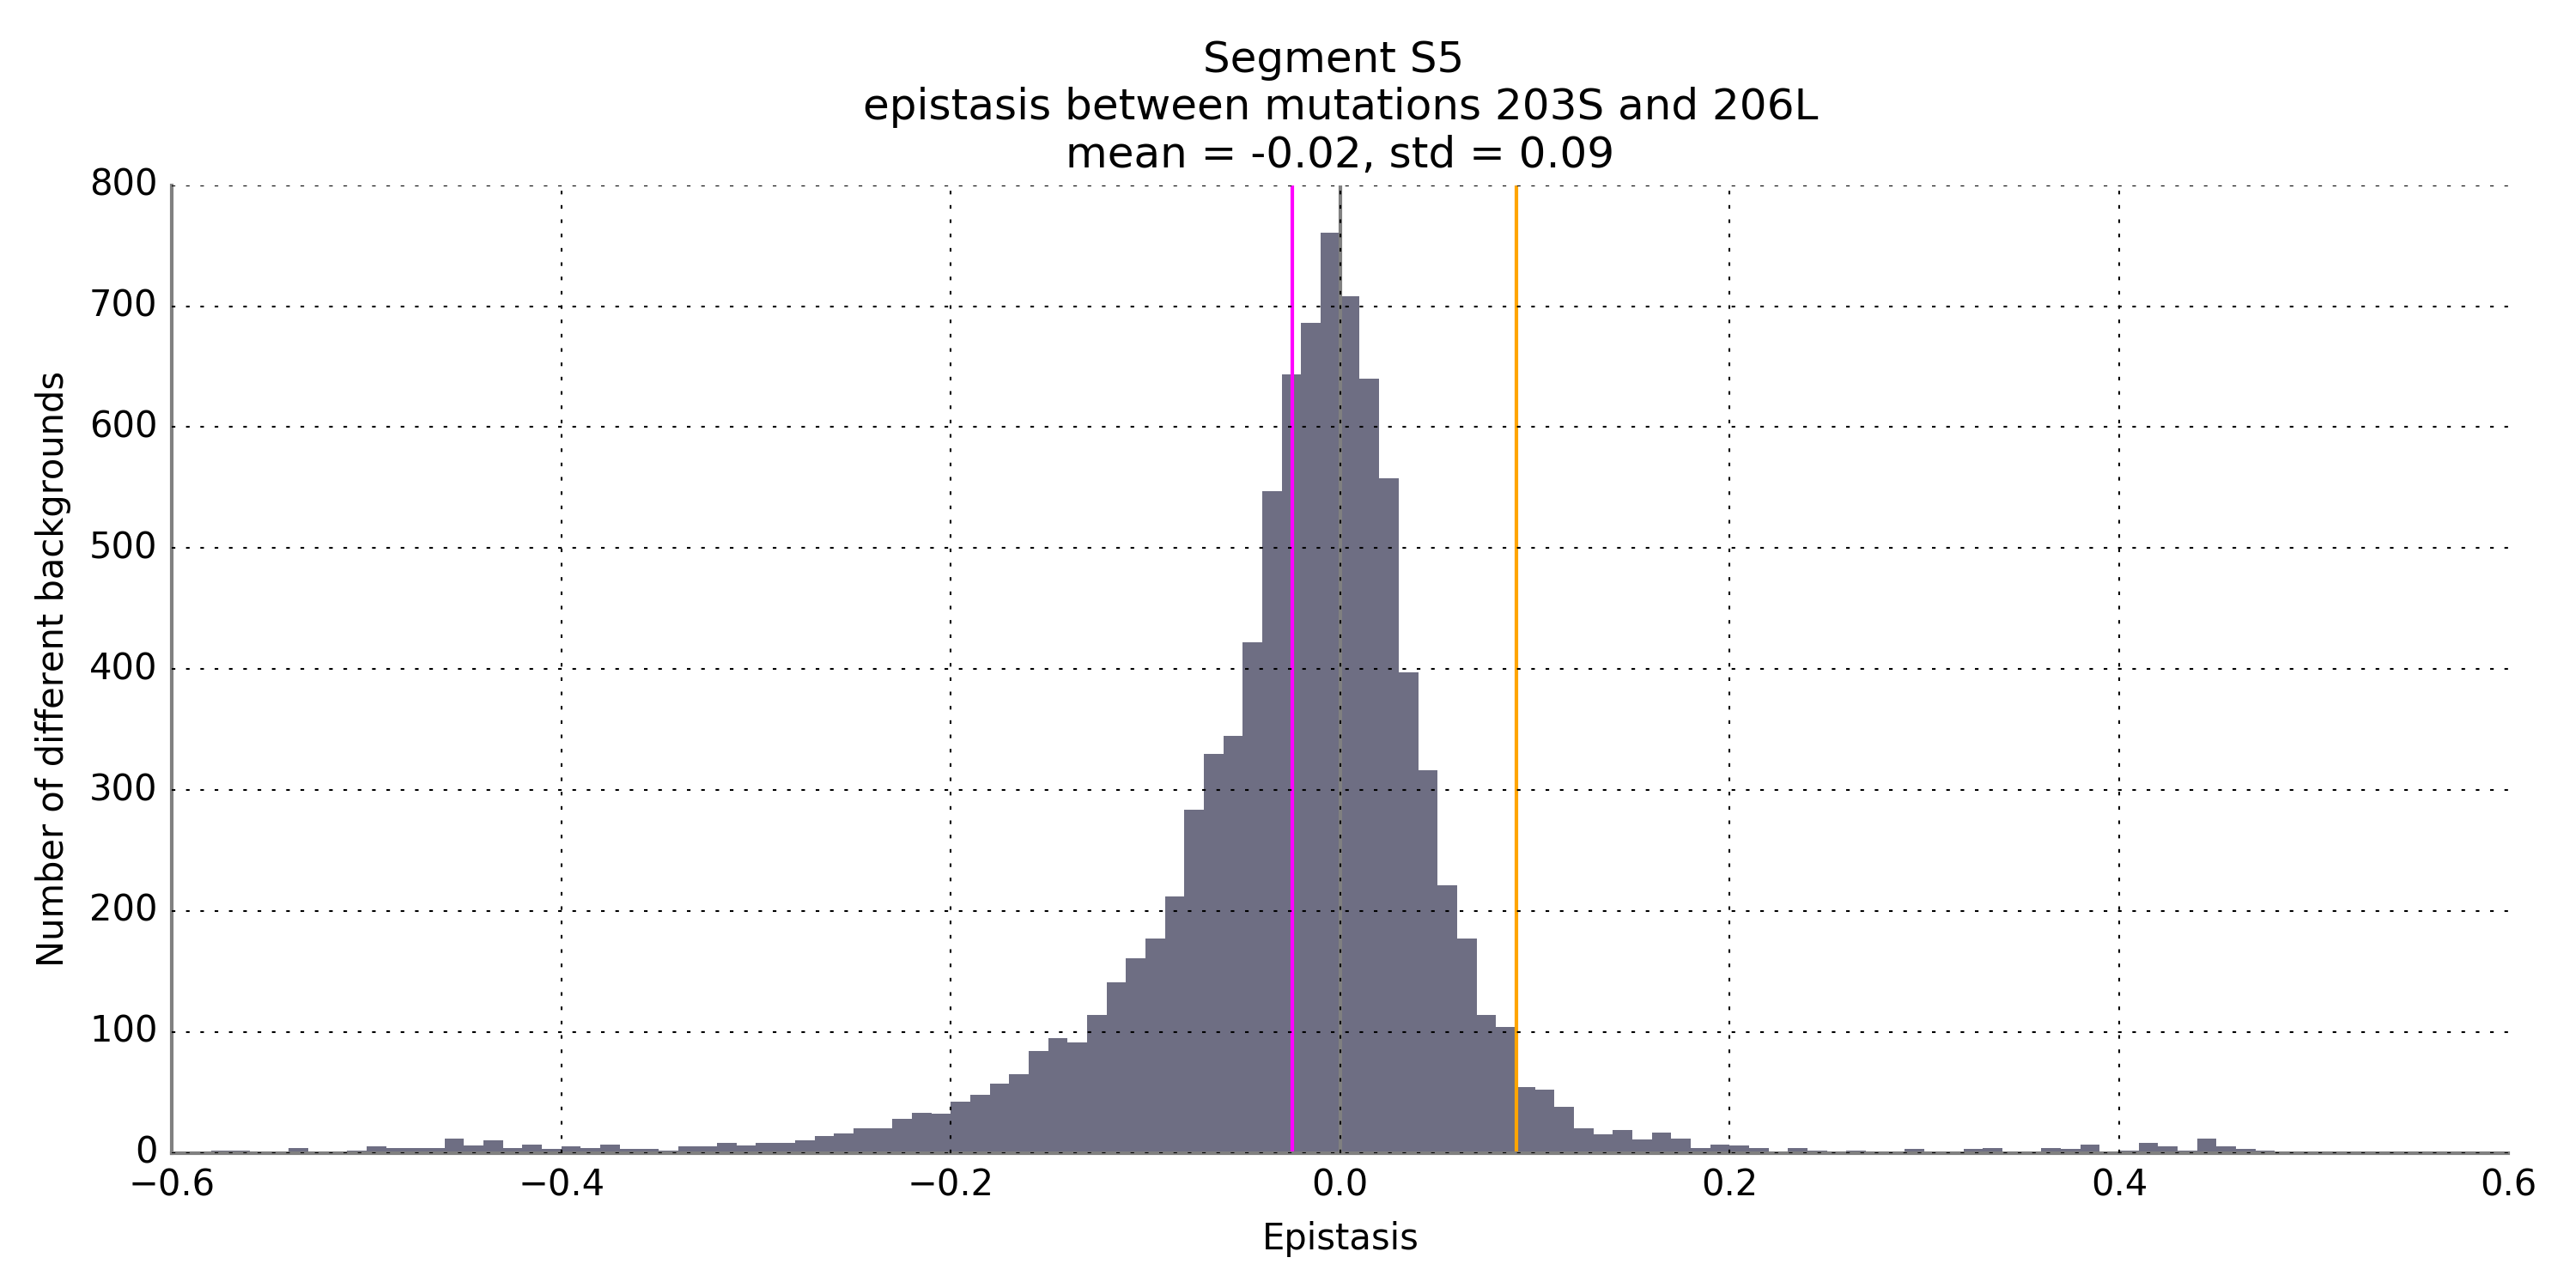 Segment S5
epistasis between mutations 203S and 206L
mean = -0.02, std = 0.09
800
700
600
500
400
300
200
100
0
Number of different backgrounds
−0.6 −0.4 −0.2 0.0 0.2 0.4 0.6
Epistasis